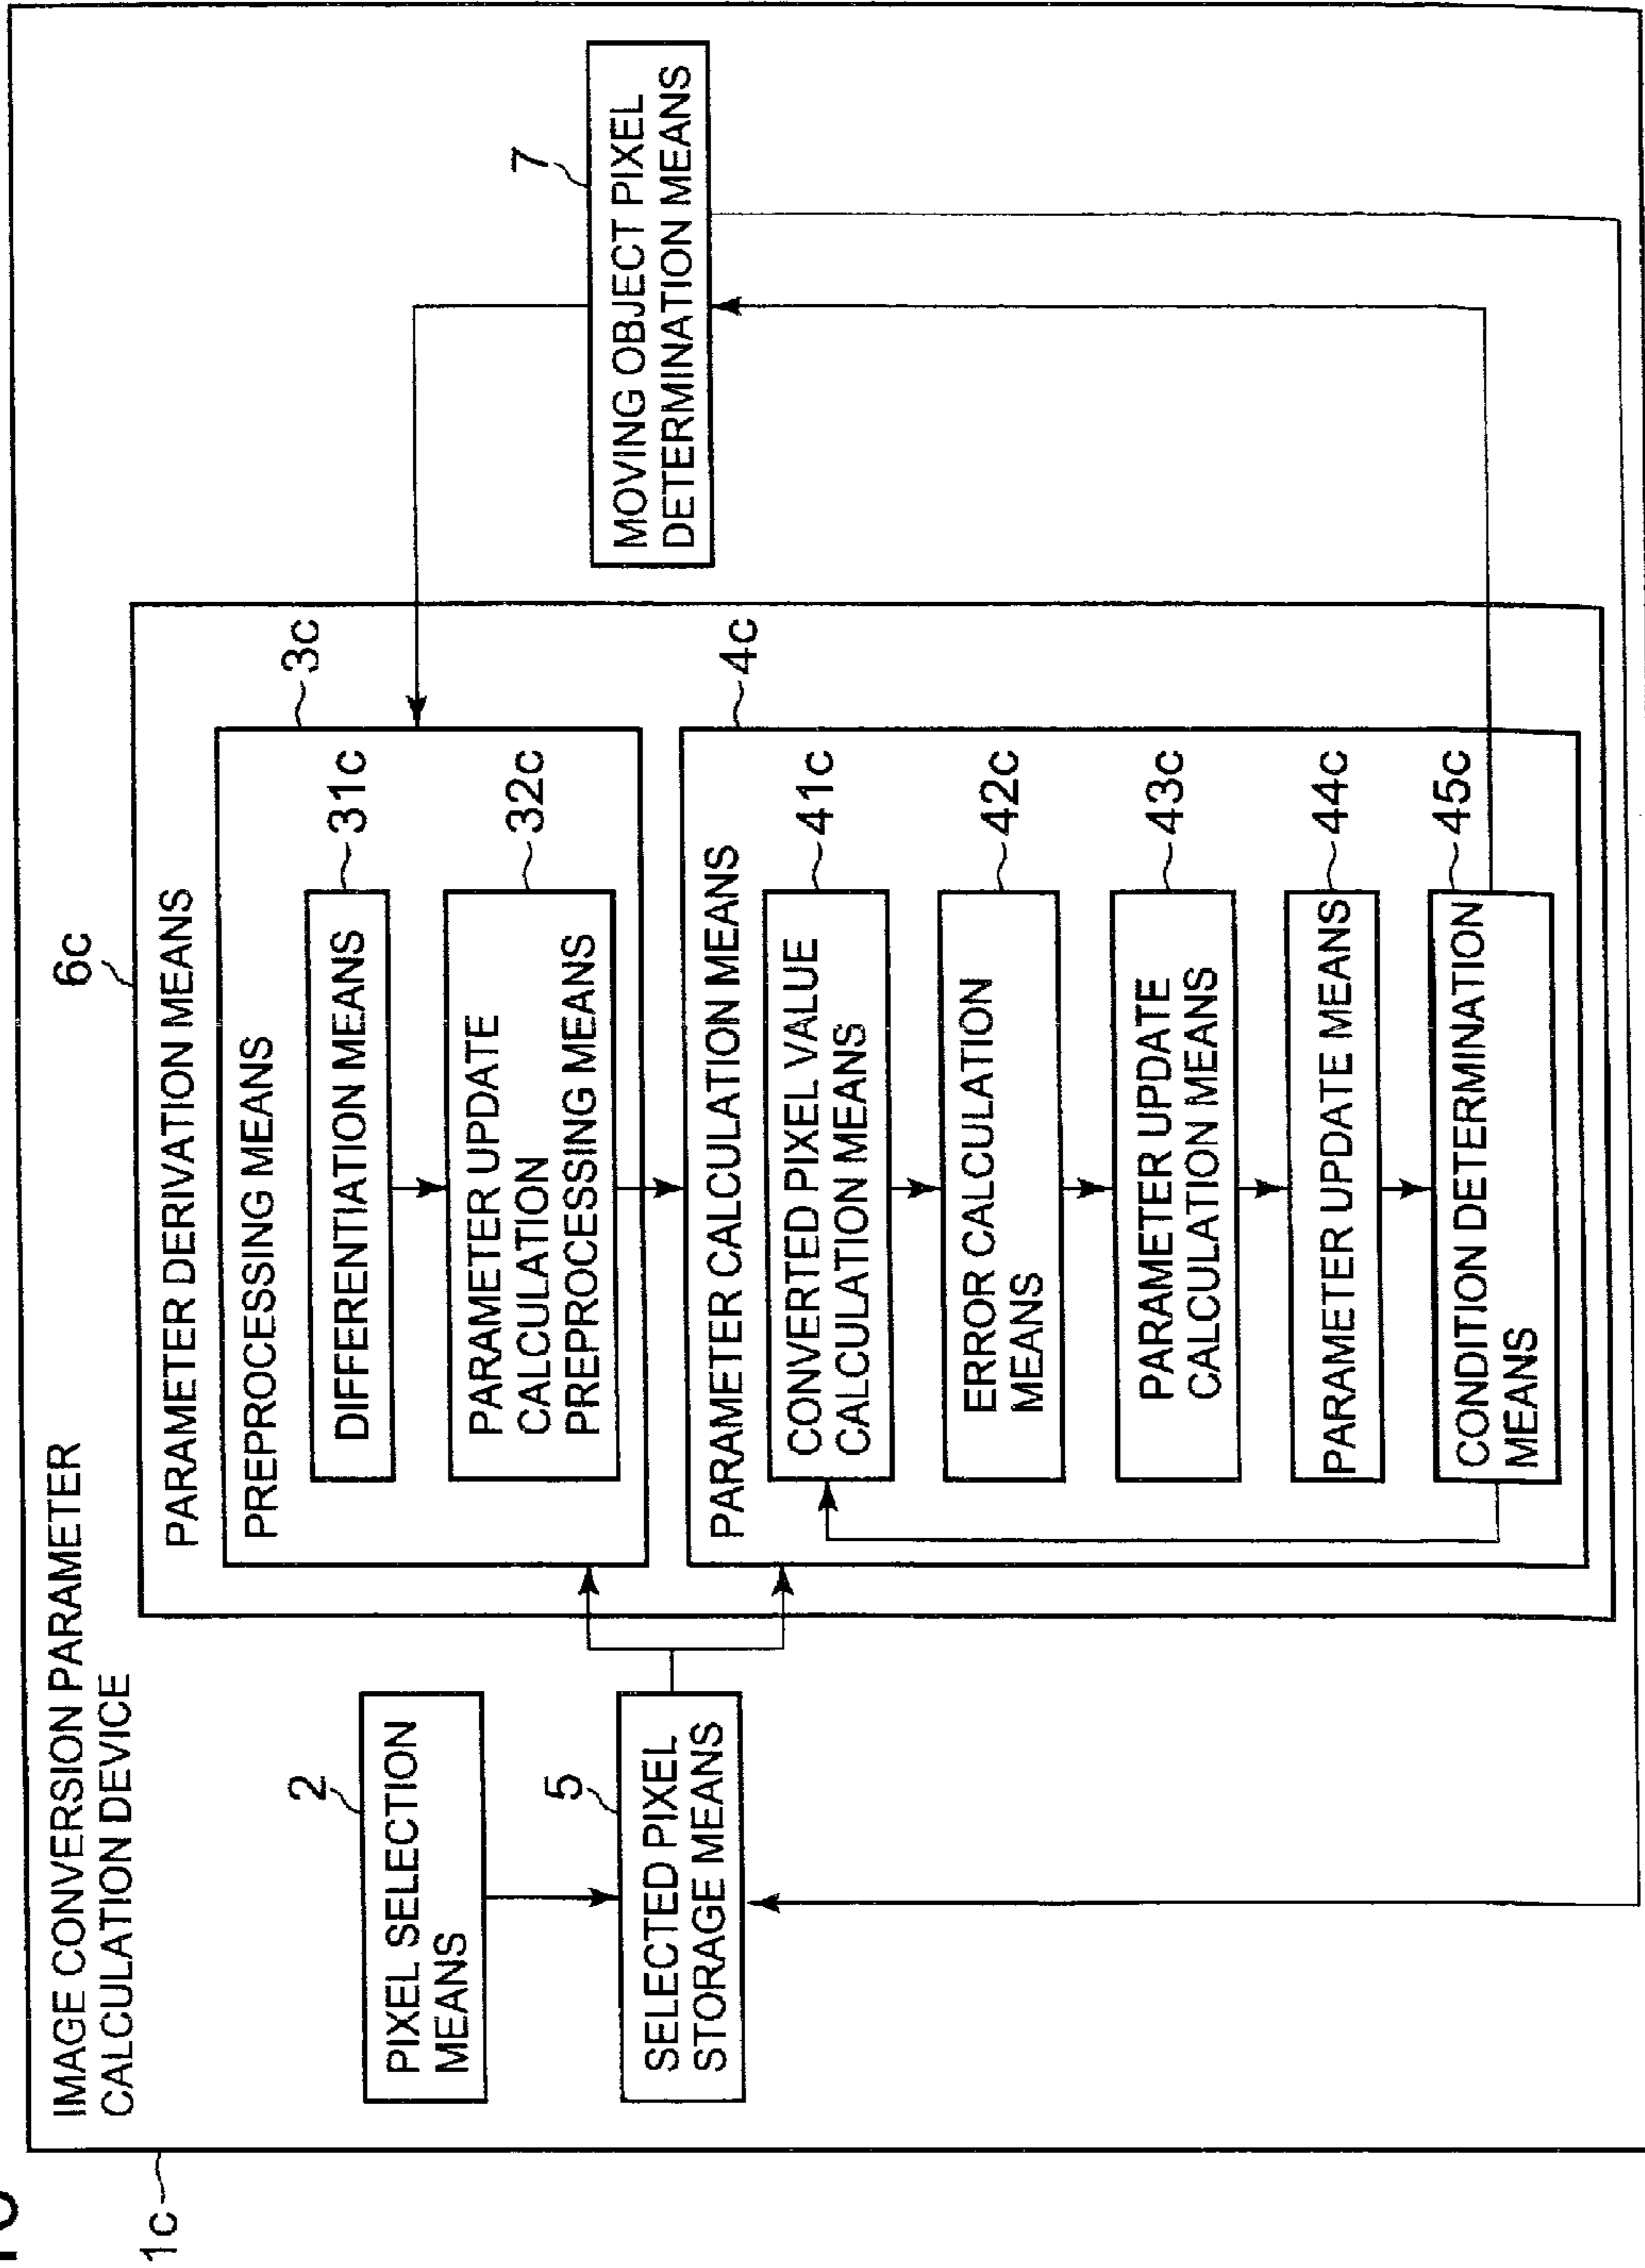 1c
IMAGE CONVERSION PARAMETER
CALCULATION DEVICE
2
PIXEL SELECTION
MEANS
5
SELECTED PIXEL
STORAGE MEANS
6c
PARAMETER DERIVATION MEANS
3c
PREPROCESSING MEANS
31c
DIFFERENTIATION MEANS
32c
PARAMETER UPDATE
CALCULATION
PREPROCESSING MEANS
4c
PARAMETER CALCULATION MEANS
41c
CONVERTED PIXEL VALUE
CALCULATION MEANS
42c
ERROR CALCULATION
MEANS
43c
PARAMETER UPDATE
CALCULATION MEANS
44c
PARAMETER UPDATE MEANS
45c
CONDITION DETERMINATION
MEANS
7
MOVING OBJECT PIXEL
DETERMINATION MEANS